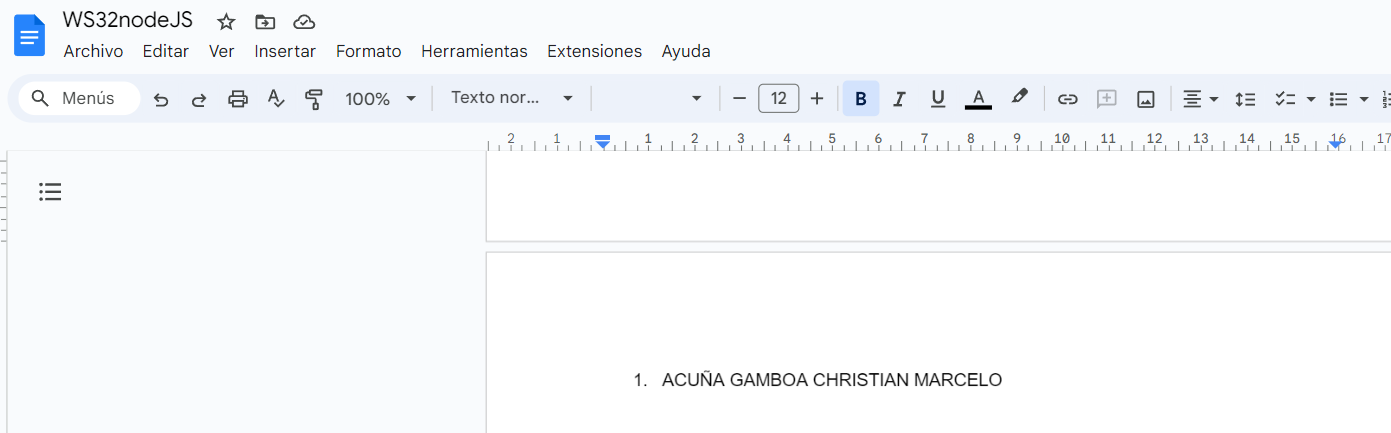 WS32nodeJS
Archivo Editar Ver Insertar Formato Herramientas Extensiones Ayuda
Menús 100% Texto nor... 12 B I U A
2 1 1 2 3 4 5 6 7 8 9 10 11 12 13 14 15 16 17
1. ACUÑA GAMBOA CHRISTIAN MARCELO